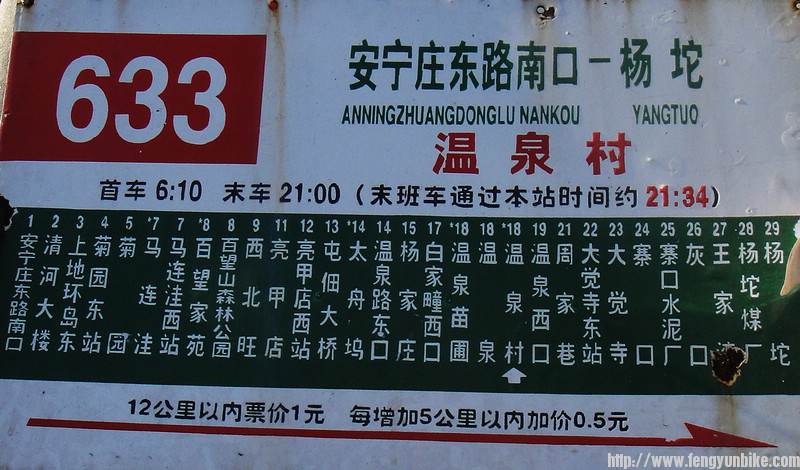 633
安宁庄东路南口－杨坨
ANNINGZHUANGDONGLU NANKOU YANGTUO
温泉村
首车 6:10 末车 21:00 （末班车通过本站时间约 21:34）
1 安宁庄东路南口
2 清河大楼
3 上地环岛东
4 菊园东站
5 菊园
*7 马连洼
7 马连洼西站
*8 百望家苑
8 百望山森林公园
9 西北旺
11 亮甲店
12 亮甲店西站
13 屯佃大桥
*14 太舟坞
14 温泉路东口
15 杨家庄
17 白家疃西口
*18 温泉苗圃
18 温泉
*18 温泉村
19 温泉西口
21 周家巷
22 大觉寺东站
23 大觉寺
24 寨口
25 寨口水泥厂
26 灰口
27 王家
28 杨坨煤厂
29 杨坨
12公里以内票价1元 每增加5公里以内加价0.5元
http://www.fengyunbike.com